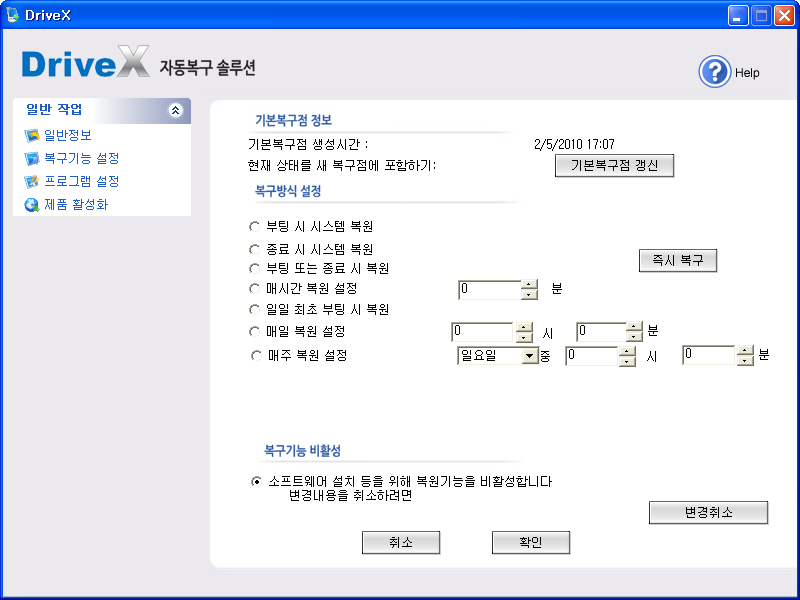 DriveX
DriveX 자동복구 솔루션
Help
일반 작업
일반정보
복구기능 설정
프로그램 설정
제품 활성화
기본복구점 정보
기본복구점 생성시간 : 2/5/2010 17:07
현재 상태를 새 복구점에 포함하기: 기본복구점 갱신
복구방식 설정
부팅 시 시스템 복원
종료 시 시스템 복원
즉시 복구
부팅 또는 종료 시 복원
매시간 복원 설정 0 분
일일 최초 부팅 시 복원
매일 복원 설정 0 시 0 분
매주 복원 설정 일요일 중 0 시 0 분
복구기능 비활성
소프트웨어 설치 등을 위해 복원기능을 비활성합니다
변경내용을 취소하려면
변경취소
취소 확인